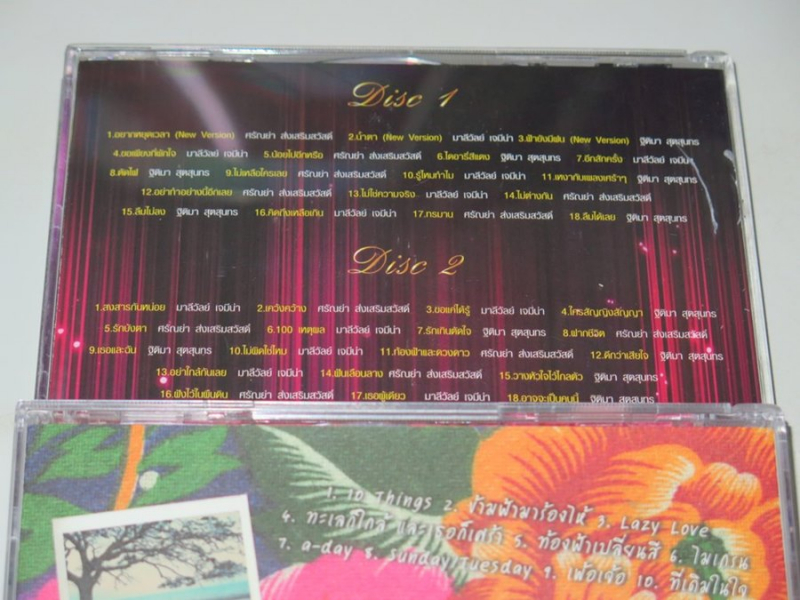 Disc 1
1.อยากหยุดเวลา (New Version) ศรัณย่า ส่งเสริมสวัสดิ์ 2.น้ำตา (New Version) มาลีวัลย์ เจมีน่า 3.ฟ้ายังมีฝน (New Version) ฐิติมา สุตสุนทร
4.ขอเพียงที่พักใจ มาลีวัลย์ เจมีน่า 5.น้อยไปอีกหรือ ศรัณย่า ส่งเสริมสวัสดิ์ 6.ไดอารี่สีแดง ฐิติมา สุตสุนทร 7.อีกสักครั้ง มาลีวัลย์ เจมีน่า
8.ตัดไฟ ฐิติมา สุตสุนทร 9.ไม่เหลือใครเลย ศรัณย่า ส่งเสริมสวัสดิ์ 10.รู้ไหมทำไม มาลีวัลย์ เจมีน่า 11.เหงากับเพลงเศร้าๆ ฐิติมา สุตสุนทร
12.อย่าทำอย่างนี้อีกเลย ศรัณย่า ส่งเสริมสวัสดิ์ 13.ไม่ใช่ความจริง มาลีวัลย์ เจมีน่า 14.ไม่ต่างกัน ศรัณย่า ส่งเสริมสวัสดิ์
15.ลืมไม่ลง ฐิติมา สุตสุนทร 16.คิดถึงเหลือเกิน มาลีวัลย์ เจมีน่า 17.ทรมาน ศรัณย่า ส่งเสริมสวัสดิ์ 18.ลืมได้เลย ฐิติมา สุตสุนทร
Disc 2
1.สงสารกันหน่อย มาลีวัลย์ เจมีน่า 2.เคว้งคว้าง ศรัณย่า ส่งเสริมสวัสดิ์ 3.ขอแค่ได้รู้ มาลีวัลย์ เจมีน่า 4.ใครสัญญิงสัญญา ฐิติมา สุตสุนทร
5.รักบังตา ศรัณย่า ส่งเสริมสวัสดิ์ 6.100 เหตุผล มาลีวัลย์ เจมีน่า 7.รักเกินตัดใจ ฐิติมา สุตสุนทร 8.ฝากชีวิต ศรัณย่า ส่งเสริมสวัสดิ์
9.เธอและฉัน ฐิติมา สุตสุนทร 10.ไม่ผิดใช่ไหม มาลีวัลย์ เจมีน่า 11.ท้องฟ้าและดวงดาว ศรัณย่า ส่งเสริมสวัสดิ์ 12.ดีกว่าเสียใจ ฐิติมา สุตสุนทร
13.อย่าใกล้กันเลย มาลีวัลย์ เจมีน่า 14.ฝันเลือนลาง ศรัณย่า ส่งเสริมสวัสดิ์ 15.วางหัวใจไว้ใกลตัว ฐิติมา สุตสุนทร
16.ฝังไว้ในผืนดิน ศรัณย่า ส่งเสริมสวัสดิ์ 17.เธอผู้เดียว มาลีวัลย์ เจมีน่า 18.อาจจะเป็นคนนี้ ฐิติมา สุตสุนทร
1. 10 Things 2. ข้ามฟ้ามาร้องไห้ 3. Lazy Love
4. ทะเลที่ใกล้ และเธอก็เศร้า 5. ท้องฟ้าเปลี่ยนสี 6. ไมเกรน
7. a-day 8. Sunday/Tuesday 9. เพ้อเจ้อ 10. ที่เดิมในใจ